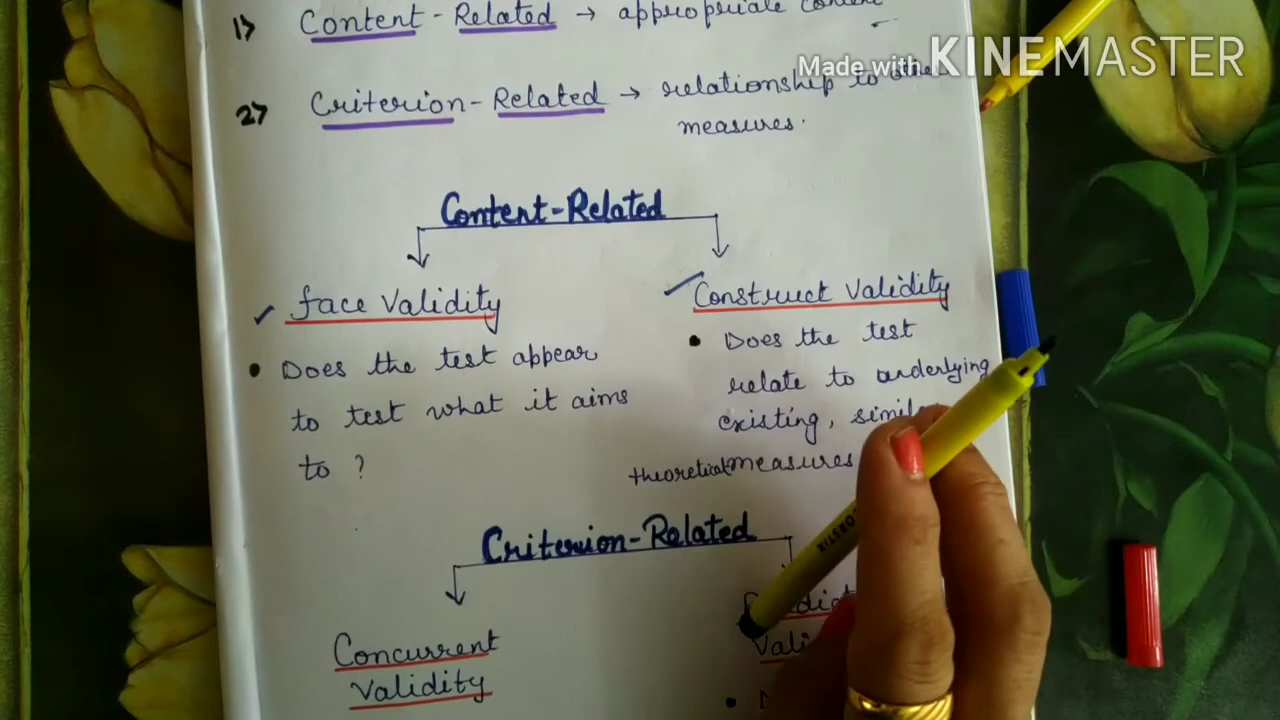 1) Content-Related → appropriate content
Made with KINEMASTER
2) Criterion-Related → relationship to other
measures.
Content-Related
✓ face Validity
✓ Construct Validity
• Does the test appear
to test what it aims
to ?
• Does the test
relate to underlying
existing,
theoretical measures
Criterion-Related
Concurrent
Validity